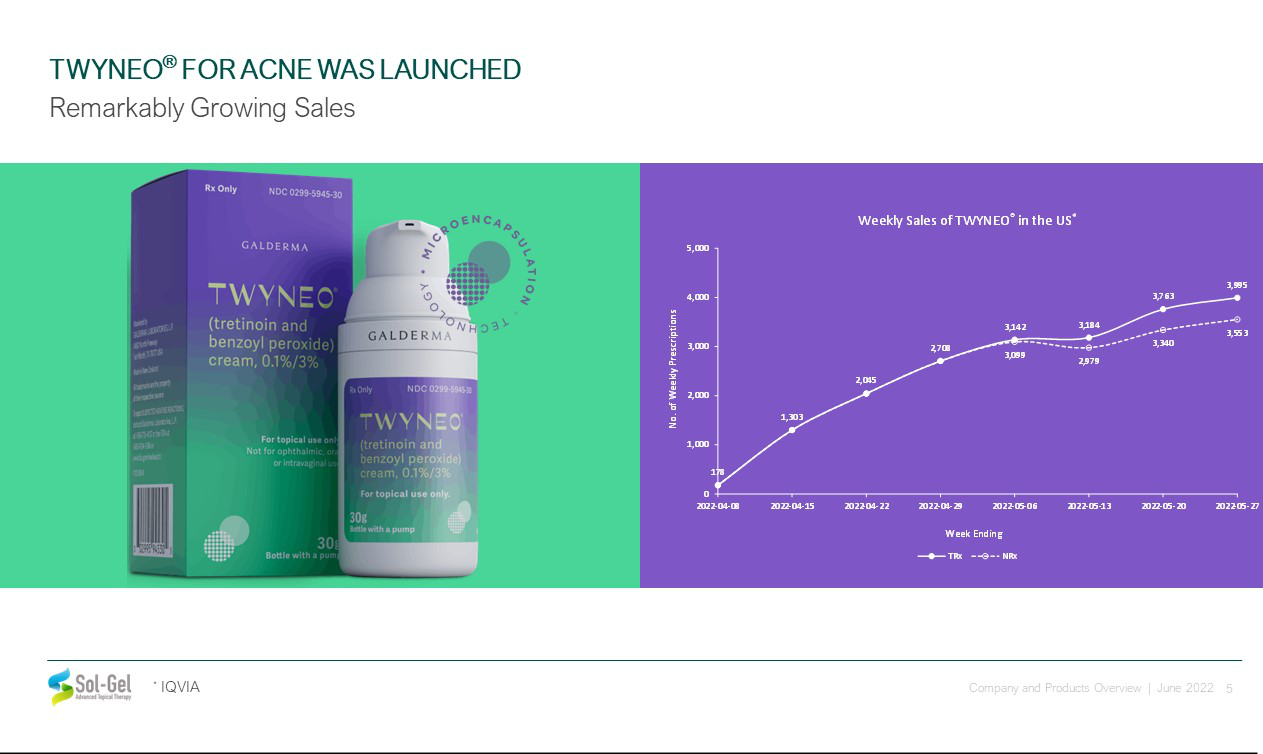 TWYNEO® FOR ACNE WAS LAUNCHED
Remarkably Growing Sales
Rx Only
NDC 0299-5945-30
GALDERMA
TWYNEO®
(tretinoin and
benzoyl peroxide)
cream, 0.1%/3%
For topical use only
Not for ophthalmic, ora
or intravaginal us
30g
Bottle with a pump
MICROENCAPSULATION • TECHNOLOGY •
GALDERMA
Rx Only
NDC 0299-5945-30
TWYNEO®
(tretinoin and
benzoyl peroxide)
cream, 0.1%/3%
For topical use only.
30g
Bottle with a pump
Weekly Sales of TWYNEO® in the US*
No. of Weekly Prescriptions
5,000
4,000
3,000
2,000
1,000
0
178
1,303
2,045
2,708
3,142
3,099
3,184
2,979
3,763
3,340
3,995
3,553
2022-04-08
2022-04-15
2022-04-22
2022-04-29
2022-05-06
2022-05-13
2022-05-20
2022-05-27
Week Ending
TRx
NRx
Sol-Gel
Advanced Topical Therapy
* IQVIA
Company and Products Overview | June 2022 5